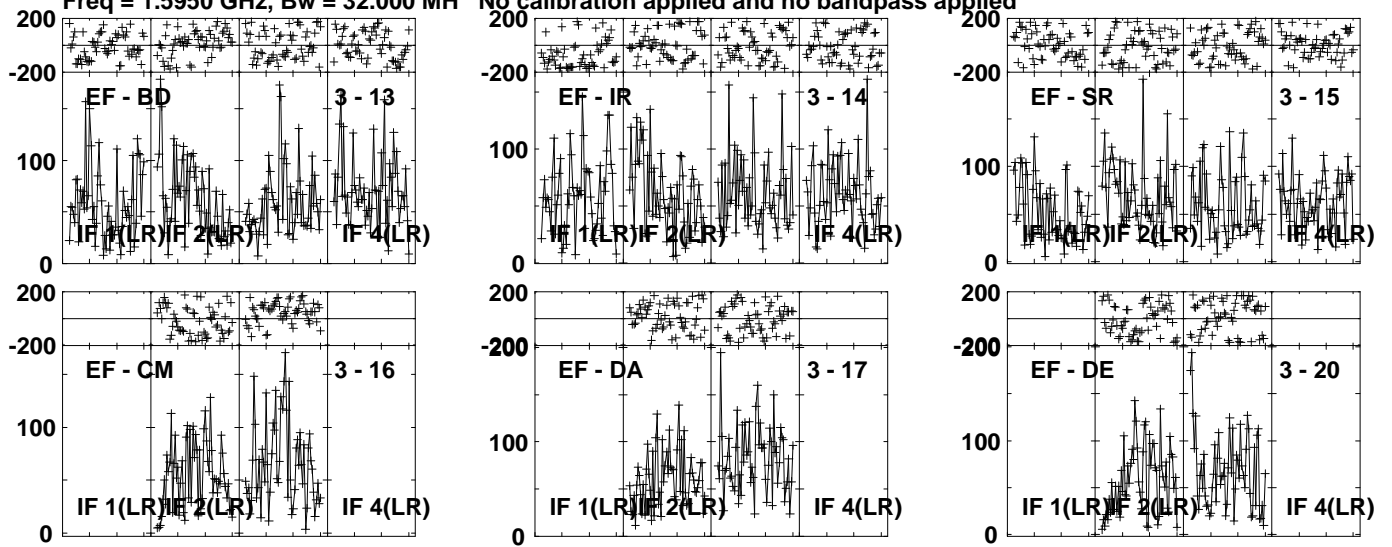 Freq = 1.5950 GHz, Bw = 32.000 MH No calibration applied and no bandpass applied
200
-200
EF - BD 3 - 13
100
0
IF 1(LR) IF 2(LR) IF 4(LR)
200
-200
EF - IR 3 - 14
100
0
IF 1(LR) IF 2(LR) IF 4(LR)
200
-200
EF - SR 3 - 15
100
0
IF 1(LR) IF 2(LR) IF 4(LR)
200
-200
EF - CM 3 - 16
100
0
IF 1(LR) IF 2(LR) IF 4(LR)
200
-200
200
EF - DA 3 - 17
100
0
IF 1(LR) IF 2(LR) IF 4(LR)
200
-200
200
EF - DE 3 - 20
100
0
IF 1(LR) IF 2(LR) IF 4(LR)